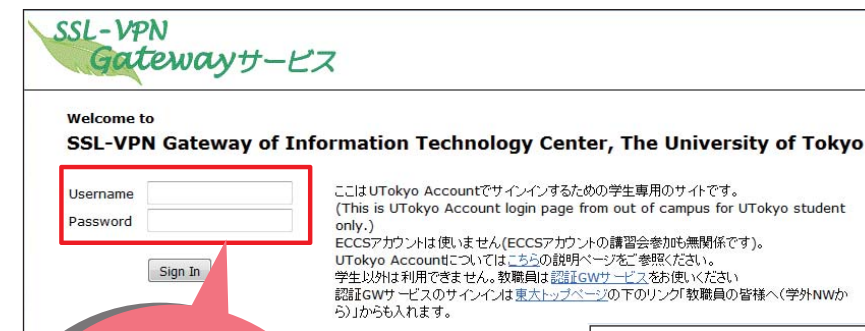 SSL-VPN
Gatewayサービス
Welcome to
SSL-VPN Gateway of Information Technology Center, The University of Tokyo
Username
Password
Sign In
ここはUTokyo Accountでサインインするための学生専用のサイトです。
(This is UTokyo Account login page from out of campus for UTokyo student
only.)
ECCSアカウントは使いません(ECCSアカウントの講習会参加も無関係です)。
UTokyo Accountについてはこちらの説明ページをご参照ください。
学生以外は利用できません。教職員は認証GWサービスをお使いください
認証GWサービスのサインインは東大トップページの下のリンク「教職員の皆様へ(学外NWか
ら)」からも入れます。